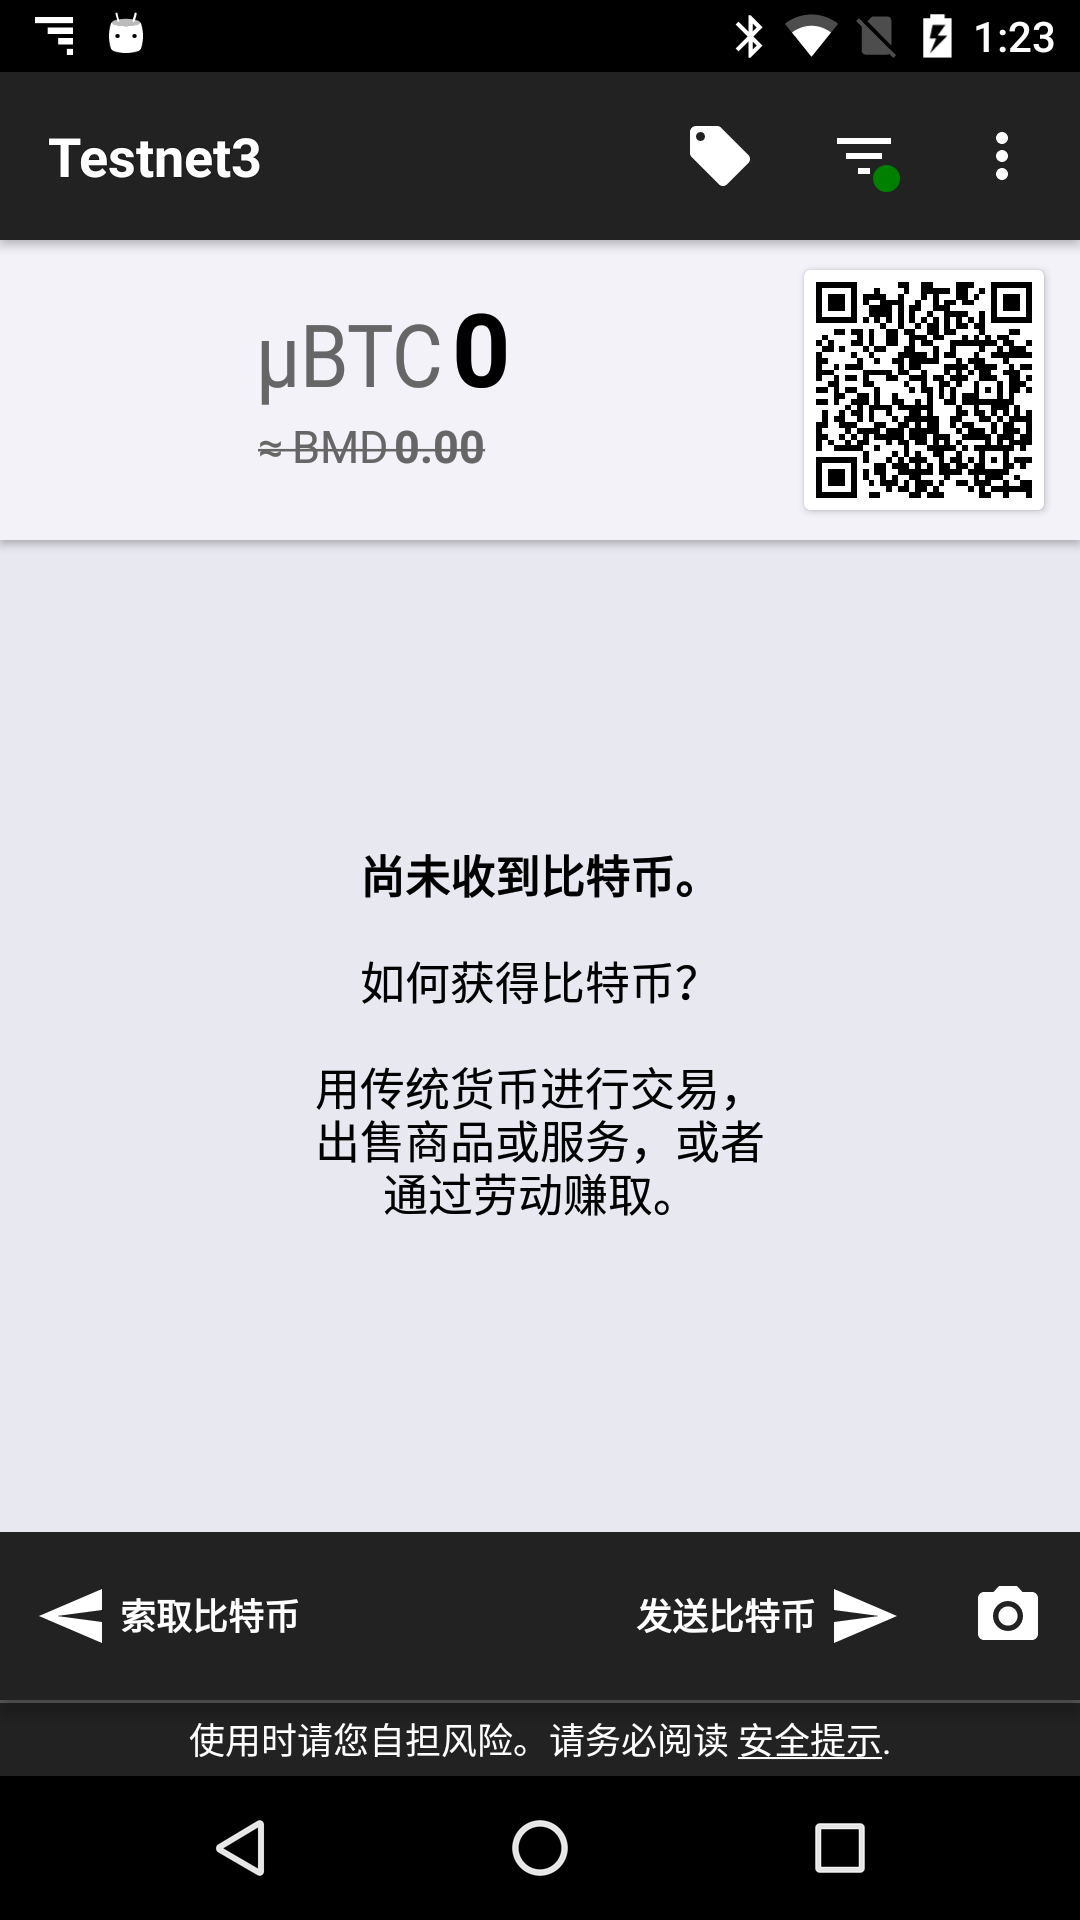 1:23
Testnet3
µBTC 0
≈ BMD 0.00
尚未收到比特币。
如何获得比特币？
用传统货币进行交易，
出售商品或服务，或者
通过劳动赚取。
索取比特币 发送比特币
使用时请您自担风险。请务必阅读 安全提示.